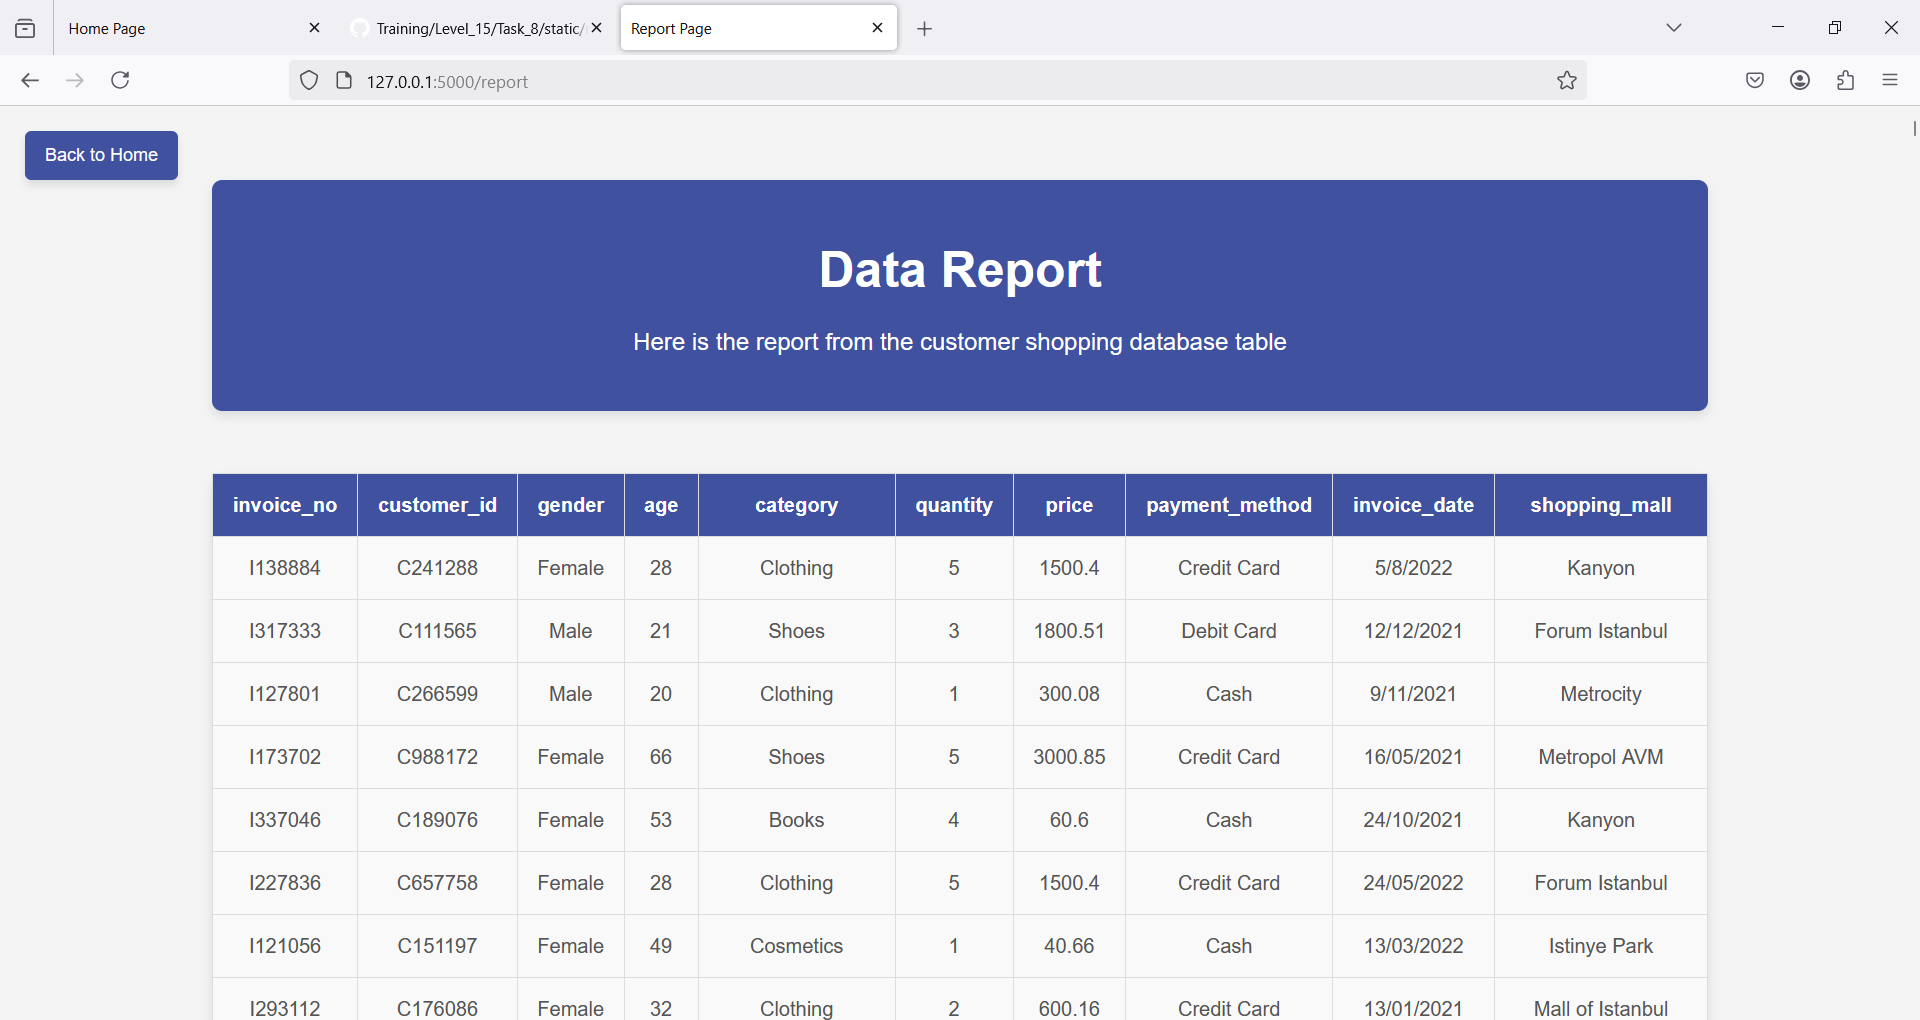 Home Page Training/Level_15/Task_8/static/ Report Page
127.0.0.1:5000/report
Back to Home
Data Report
Here is the report from the customer shopping database table
invoice_no customer_id gender age category quantity price payment_method invoice_date shopping_mall
I138884 C241288 Female 28 Clothing 5 1500.4 Credit Card 5/8/2022 Kanyon
I317333 C111565 Male 21 Shoes 3 1800.51 Debit Card 12/12/2021 Forum Istanbul
I127801 C266599 Male 20 Clothing 1 300.08 Cash 9/11/2021 Metrocity
I173702 C988172 Female 66 Shoes 5 3000.85 Credit Card 16/05/2021 Metropol AVM
I337046 C189076 Female 53 Books 4 60.6 Cash 24/10/2021 Kanyon
I227836 C657758 Female 28 Clothing 5 1500.4 Credit Card 24/05/2022 Forum Istanbul
I121056 C151197 Female 49 Cosmetics 1 40.66 Cash 13/03/2022 Istinye Park
I293112 C176086 Female 32 Clothing 2 600.16 Credit Card 13/01/2021 Mall of Istanbul